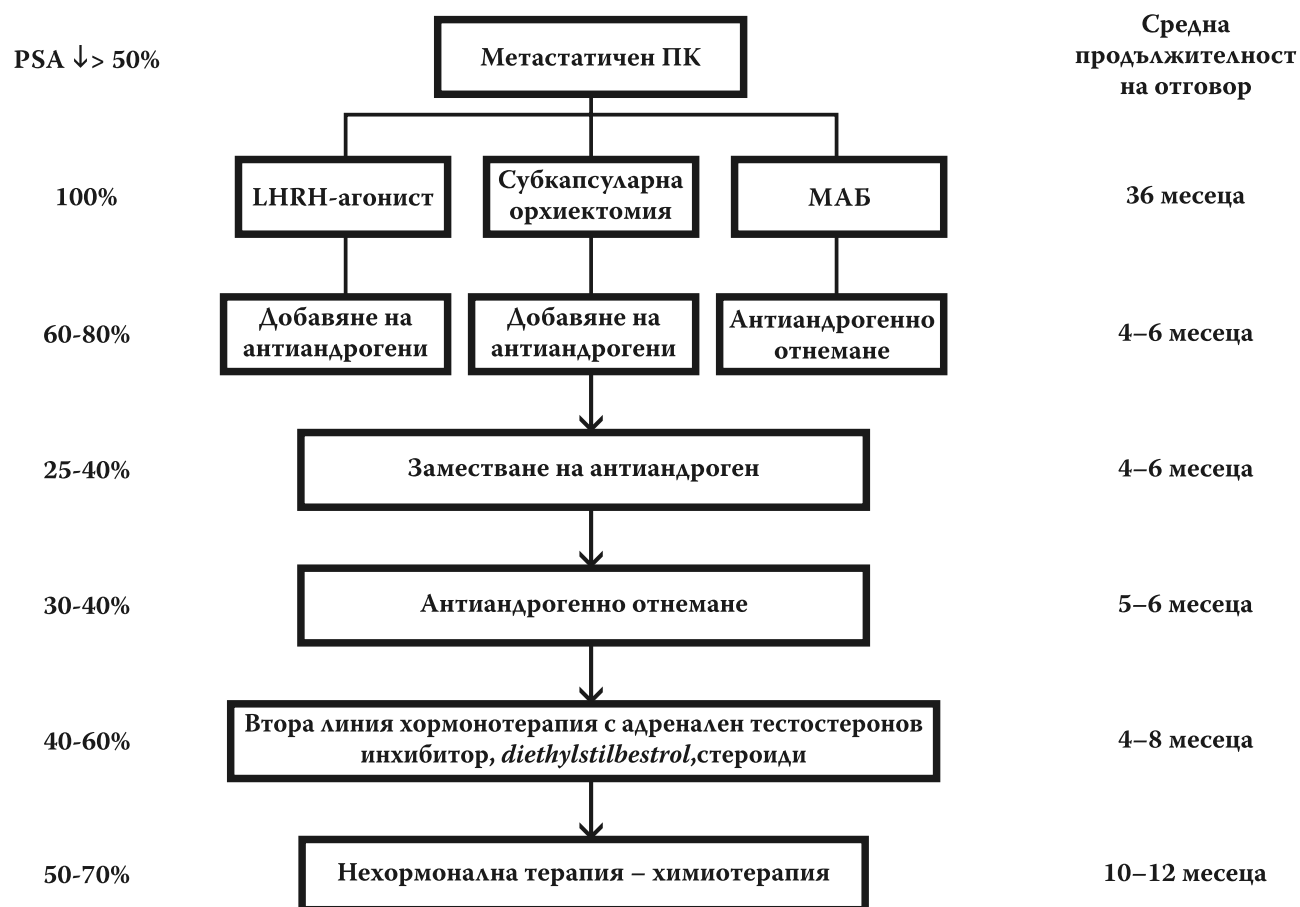 PSA ↓> 50%
Метастатичен ПК
Средна
продължителност
на отговор
100%
LHRH-агонист
Субкапсуларна
орхиектомия
МАБ
36 месеца
60-80%
Добавяне на
антиандрогени
Добавяне на
антиандрогени
Антиандрогенно
отнемане
4–6 месеца
25-40%
Заместване на антиандроген
4–6 месеца
30-40%
Антиандрогенно отнемане
5–6 месеца
40-60%
Втора линия хормонотерапия с адренален тестостеронов
инхибитор, diethylstilbestrol,стероиди
4–8 месеца
50-70%
Нехормонална терапия – химиотерапия
10–12 месеца